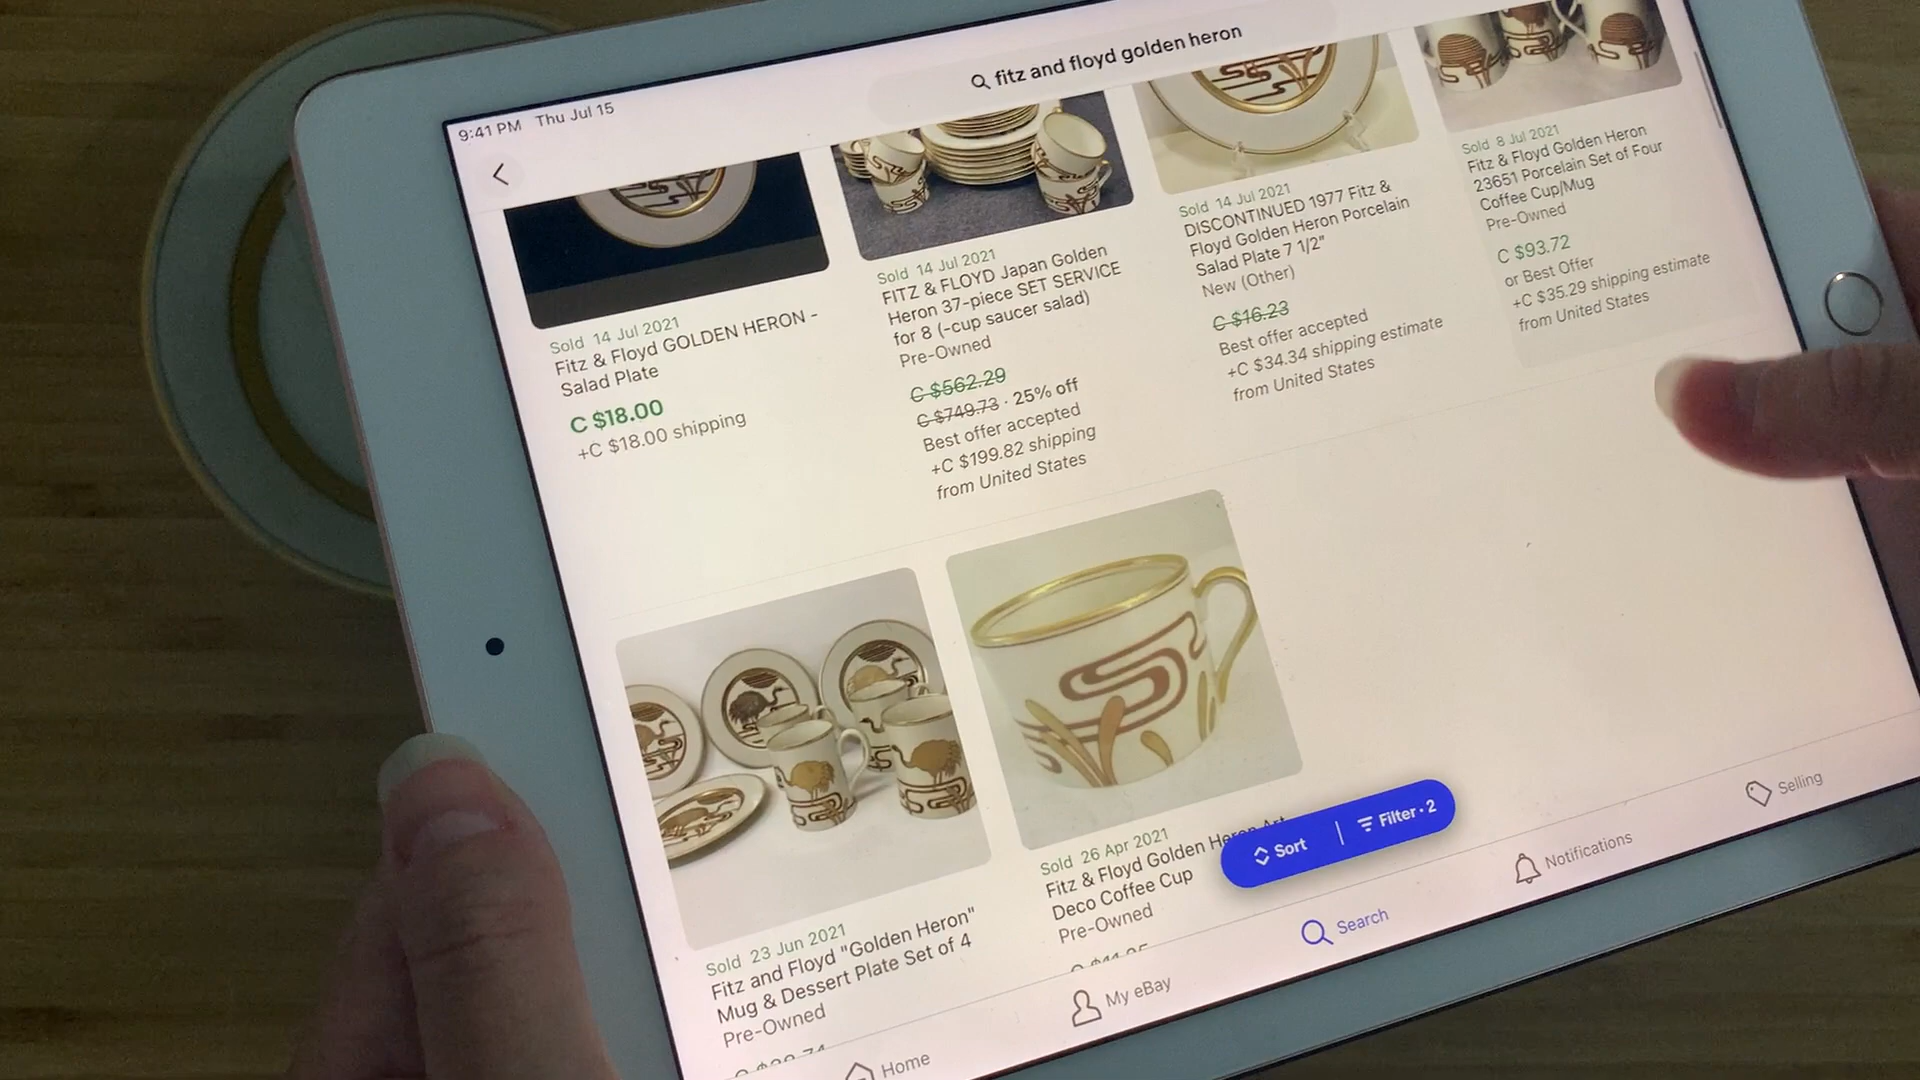 9:41 PM Thu Jul 15
fitz and floyd golden heron
Sold 14 Jul 2021
Fitz & Floyd GOLDEN HERON -
Salad Plate
C $18.00
+C $18.00 shipping
Sold 14 Jul 2021
FITZ & FLOYD Japan Golden
Heron 37-piece SET SERVICE
for 8 (-cup saucer salad)
Pre-Owned
C $562.29
C $749.73 · 25% off
Best offer accepted
+C $199.82 shipping
from United States
Sold 14 Jul 2021
DISCONTINUED 1977 Fitz &
Floyd Golden Heron Porcelain
Salad Plate 7 1/2"
New (Other)
C $16.23
Best offer accepted
+C $34.34 shipping estimate
from United States
Sold 8 Jul 2021
Fitz & Floyd Golden Heron
23651 Porcelain Set of Four
Coffee Cup/Mug
Pre-Owned
C $93.72
or Best Offer
+C $35.29 shipping estimate
from United States
Sold 23 Jun 2021
Fitz and Floyd "Golden Heron"
Mug & Dessert Plate Set of 4
Pre-Owned
Sold 26 Apr 2021
Fitz & Floyd Golden Heron Art
Deco Coffee Cup
Pre-Owned
Sort | Filter · 2
Home
My eBay
Search
Notifications
Selling